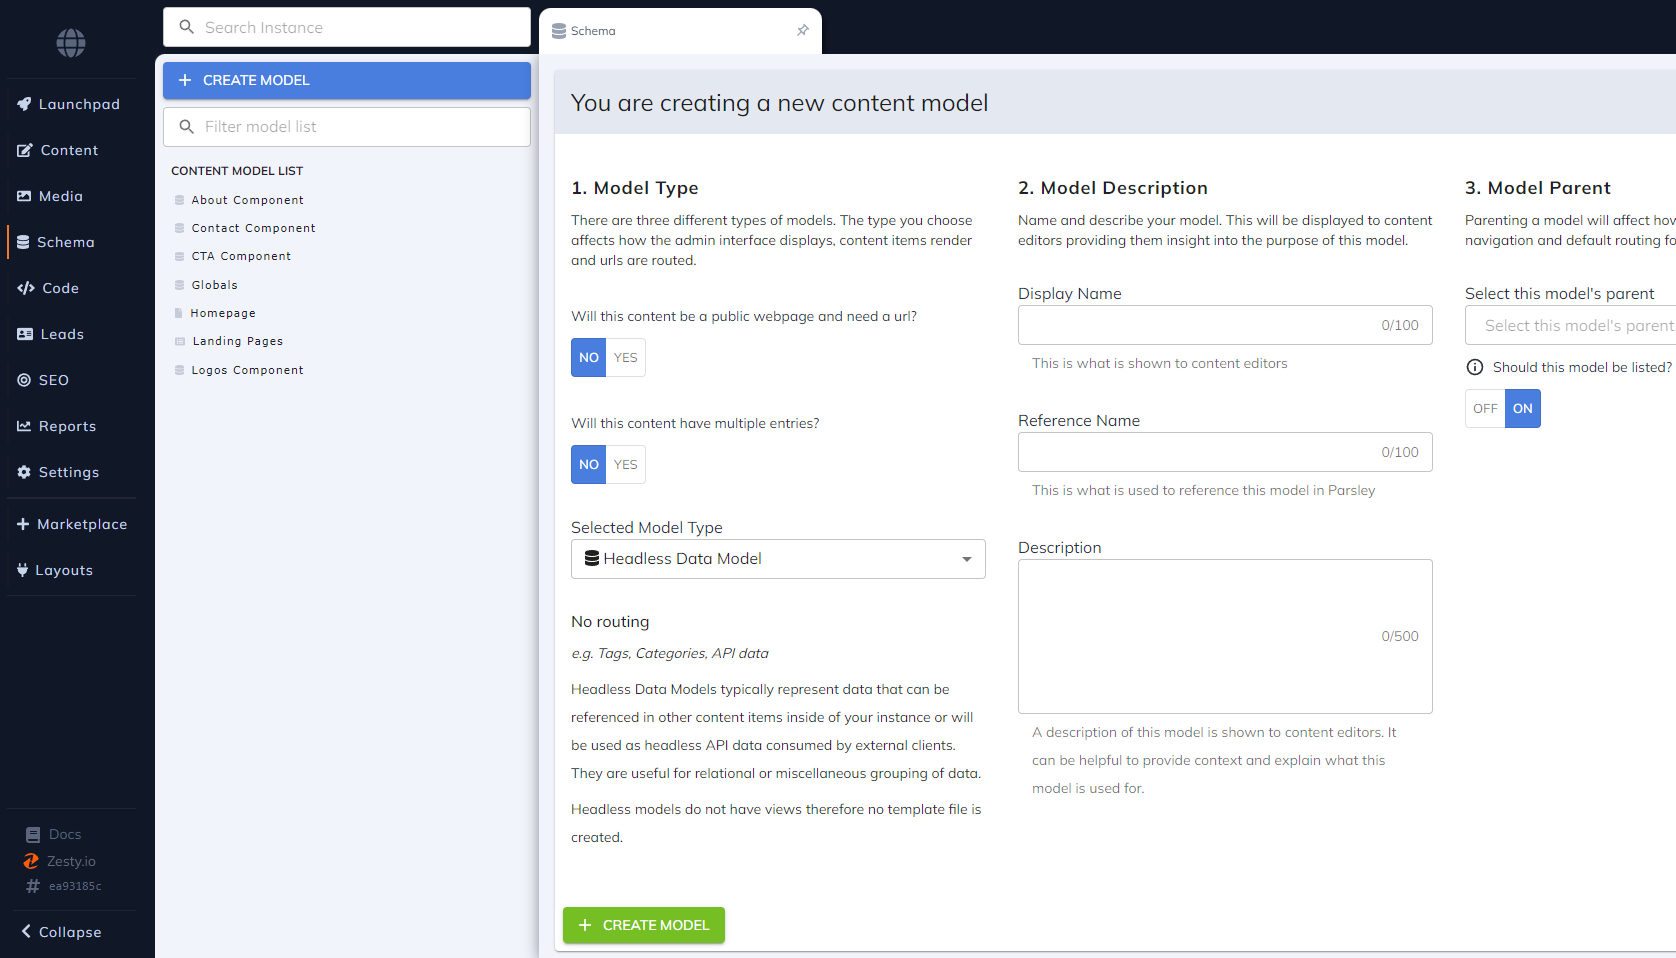 Search Instance
Schema
CREATE MODEL
Filter model list
CONTENT MODEL LIST
About Component
Contact Component
CTA Component
Globals
Homepage
Landing Pages
Logos Component
Launchpad
Content
Media
Schema
Code
Leads
SEO
Reports
Settings
Marketplace
Layouts
Docs
Zesty.io
ea93185c
Collapse
You are creating a new content model
1. Model Type
There are three different types of models. The type you choose
affects how the admin interface displays, content items render
and urls are routed.
Will this content be a public webpage and need a url?
NO YES
Will this content have multiple entries?
NO YES
Selected Model Type
Headless Data Model
No routing
e.g. Tags, Categories, API data
Headless Data Models typically represent data that can be
referenced in other content items inside of your instance or will
be used as headless API data consumed by external clients.
They are useful for relational or miscellaneous grouping of data.
Headless models do not have views therefore no template file is
created.
CREATE MODEL
2. Model Description
Name and describe your model. This will be displayed to content
editors providing them insight into the purpose of this model.
Display Name
0/100
This is what is shown to content editors
Reference Name
0/100
This is what is used to reference this model in Parsley
Description
0/500
A description of this model is shown to content editors. It
can be helpful to provide context and explain what this
model is used for.
3. Model Parent
Parenting a model will affect how
navigation and default routing fo
Select this model's parent
Select this model's parent
Should this model be listed?
OFF ON